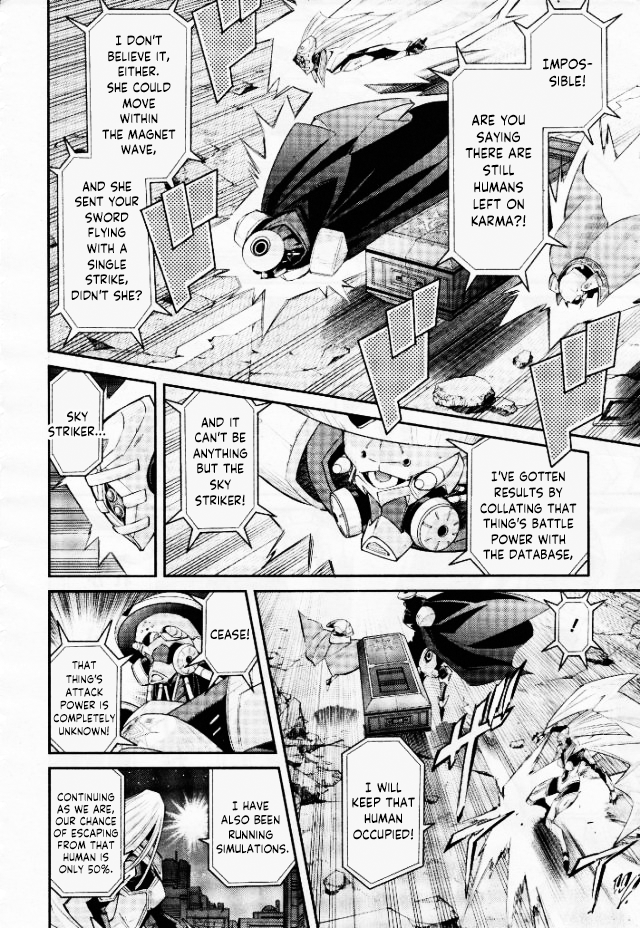 IMPOS-
SIBLE!
ARE YOU
SAYING
THERE ARE
STILL
HUMANS
LEFT ON
KARMA?!
I DON'T
BELIEVE IT,
EITHER.
SHE COULD
MOVE
WITHIN
THE MAGNET
WAVE,
AND SHE
SENT YOUR
SWORD
FLYING
WITH A
SINGLE
STRIKE,
DIDN'T SHE?
I'VE GOTTEN
RESULTS BY
COLLATING THAT
THING'S BATTLE
POWER WITH
THE DATABASE,
AND IT
CAN'T BE
ANYTHING
BUT THE
SKY
STRIKER!
SKY
STRIKER...
!
I WILL
KEEP THAT
HUMAN
OCCUPIED!
CEASE!
THAT
THING'S
ATTACK
POWER IS
COMPLETELY
UNKNOWN!
I HAVE
ALSO BEEN
RUNNING
SIMULATIONS.
CONTINUING
AS WE ARE,
OUR CHANCE
OF ESCAPING
FROM THAT
HUMAN IS
ONLY 50%.